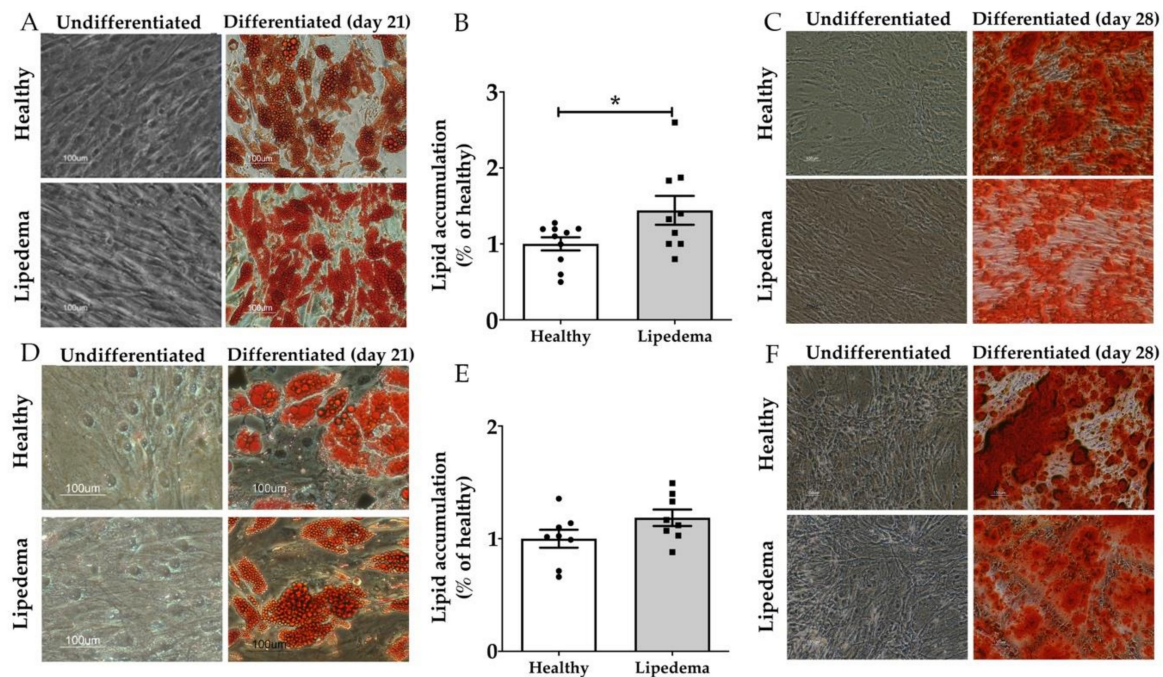 A
Undifferentiated
Differentiated (day 21)
Healthy
100um
100um
Lipedema
100um
100um
B
Lipid accumulation
(% of healthy)
3
2
1
0
*
Healthy
Lipedema
C
Undifferentiated
Differentiated (day 28)
Healthy
Lipedema
D
Undifferentiated
Differentiated (day 21)
Healthy
100um
100um
Lipedema
100um
100um
E
Lipid accumulation
(% of healthy)
2
1
0
Healthy
Lipedema
F
Undifferentiated
Differentiated (day 28)
Healthy
Lipedema